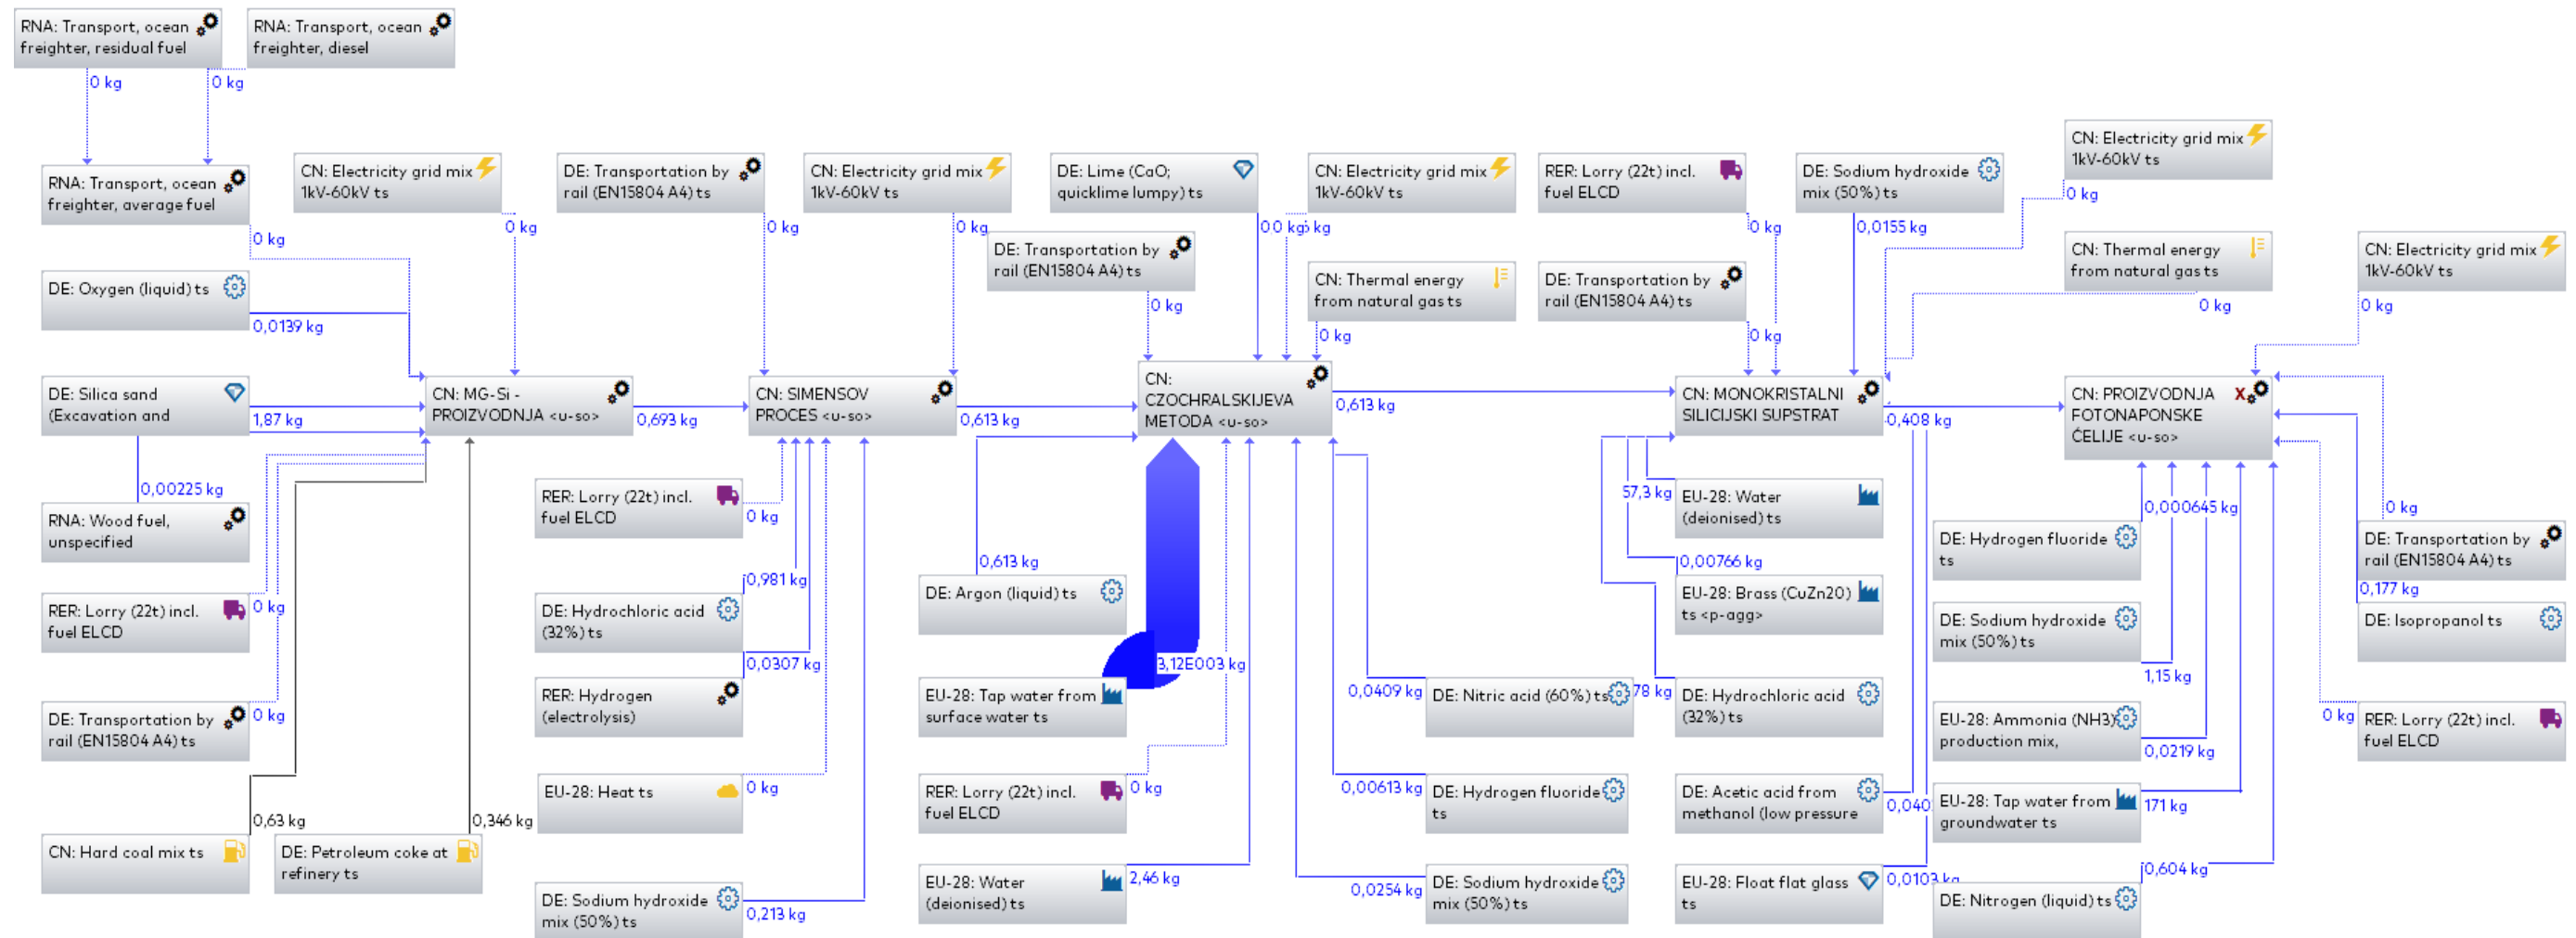 RNA: Transport, ocean
freighter, residual fuel
RNA: Transport, ocean
freighter, diesel
0 kg
0 kg
RNA: Transport, ocean
freighter, average fuel
0 kg
CN: Electricity grid mix
1kV-60kV ts
0 kg
DE: Transportation by
rail (EN15804 A4) ts
0 kg
CN: Electricity grid mix
1kV-60kV ts
0 kg
DE: Lime (CaO;
quicklime lumpy) ts
CN: Electricity grid mix
1kV-60kV ts
0 kg
DE: Transportation by
rail (EN15804 A4) ts
0 kg
CN: Thermal energy
from natural gas ts
0 kg
RER: Lorry (22t) incl.
fuel ELCD
0 kg
DE: Transportation by
rail (EN15804 A4) ts
0 kg
DE: Sodium hydroxide
mix (50%) ts
0,0155 kg
CN: Electricity grid mix
1kV-60kV ts
0 kg
CN: Thermal energy
from natural gas ts
0 kg
CN: Electricity grid mix
1kV-60kV ts
0 kg
DE: Oxygen (liquid) ts
0,0139 kg
DE: Silica sand
(Excavation and
1,87 kg
CN: MG-Si -
PROIZVODNJA <u-so>
0,693 kg
CN: SIMENSOV
PROCES <u-so>
0,613 kg
CN:
CZOCHRALSKIJEVA
METODA <u-so>
0,613 kg
CN: MONOKRISTALNI
SILICIJSKI SUPSTRAT
0,408 kg
CN: PROIZVODNJA
FOTONAPONSKE
ĆELIJE <u-so>
0,00225 kg
RNA: Wood fuel,
unspecified
RER: Lorry (22t) incl.
fuel ELCD
0 kg
DE: Transportation by
rail (EN15804 A4) ts
0 kg
CN: Hard coal mix ts
0,63 kg
DE: Petroleum coke at
refinery ts
0,346 kg
RER: Lorry (22t) incl.
fuel ELCD
0 kg
0,981 kg
DE: Hydrochloric acid
(32%) ts
0,0307 kg
RER: Hydrogen
(electrolysis)
EU-28: Heat ts
0 kg
DE: Sodium hydroxide
mix (50%) ts
0,213 kg
0,613 kg
DE: Argon (liquid) ts
3,12E003 kg
EU-28: Tap water from
surface water ts
RER: Lorry (22t) incl.
fuel ELCD
0 kg
EU-28: Water
(deionised) ts
2,46 kg
0,0409 kg
DE: Nitric acid (60%) ts
0,00613 kg
DE: Hydrogen fluoride
ts
0,0254 kg
DE: Sodium hydroxide
mix (50%) ts
57,3 kg
EU-28: Water
(deionised) ts
0,00766 kg
EU-28: Brass (CuZn20)
ts <p-agg>
78 kg
DE: Hydrochloric acid
(32%) ts
DE: Acetic acid from
methanol (low pressure
0,040
EU-28: Float flat glass
ts
0,0103 kg
0,000645 kg
DE: Hydrogen fluoride
ts
DE: Sodium hydroxide
mix (50%) ts
1,15 kg
EU-28: Ammonia (NH3)
production mix,
0,0219 kg
EU-28: Tap water from
groundwater ts
171 kg
0,604 kg
DE: Nitrogen (liquid) ts
0 kg
DE: Transportation by
rail (EN15804 A4) ts
0,177 kg
DE: Isopropanol ts
0 kg
RER: Lorry (22t) incl.
fuel ELCD